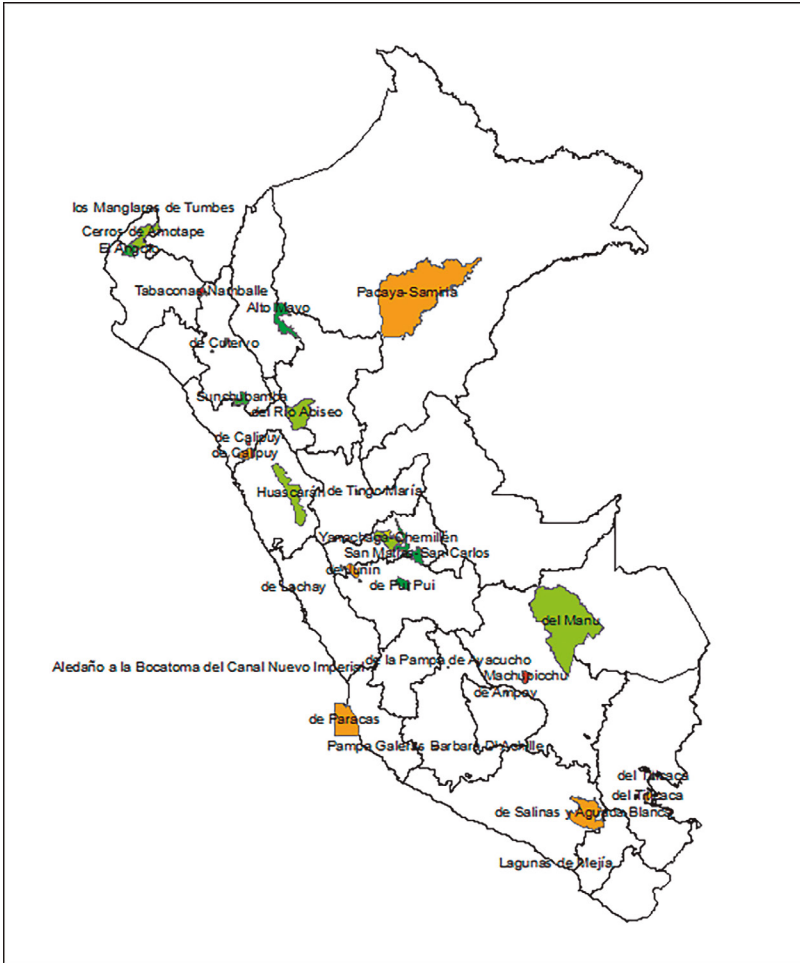 los Manglares de Tumbes
Cerros de Amotape
El Angolo
Tabaconas-Namballe
Pacaya-Samiria
Alto Mayo
de Cutervo
Sunchubamba
del Río Abiseo
de Calipuy
de Calipuy
Huascarán
de Tingo María
Yanachaga-Chemillén
San Matías-San Carlos
de Junín
de Lachay
de Pui Pui
del Manu
de la Pampa de Ayacucho
Aledaño a la Bocatoma del Canal Nuevo Imperial
Machupicchu
de Ampay
de Paracas
Pampa Galeras Barbara D'Achille
del Titicaca
del Titicaca
de Salinas y Aguada Blanca
Lagunas de Mejía